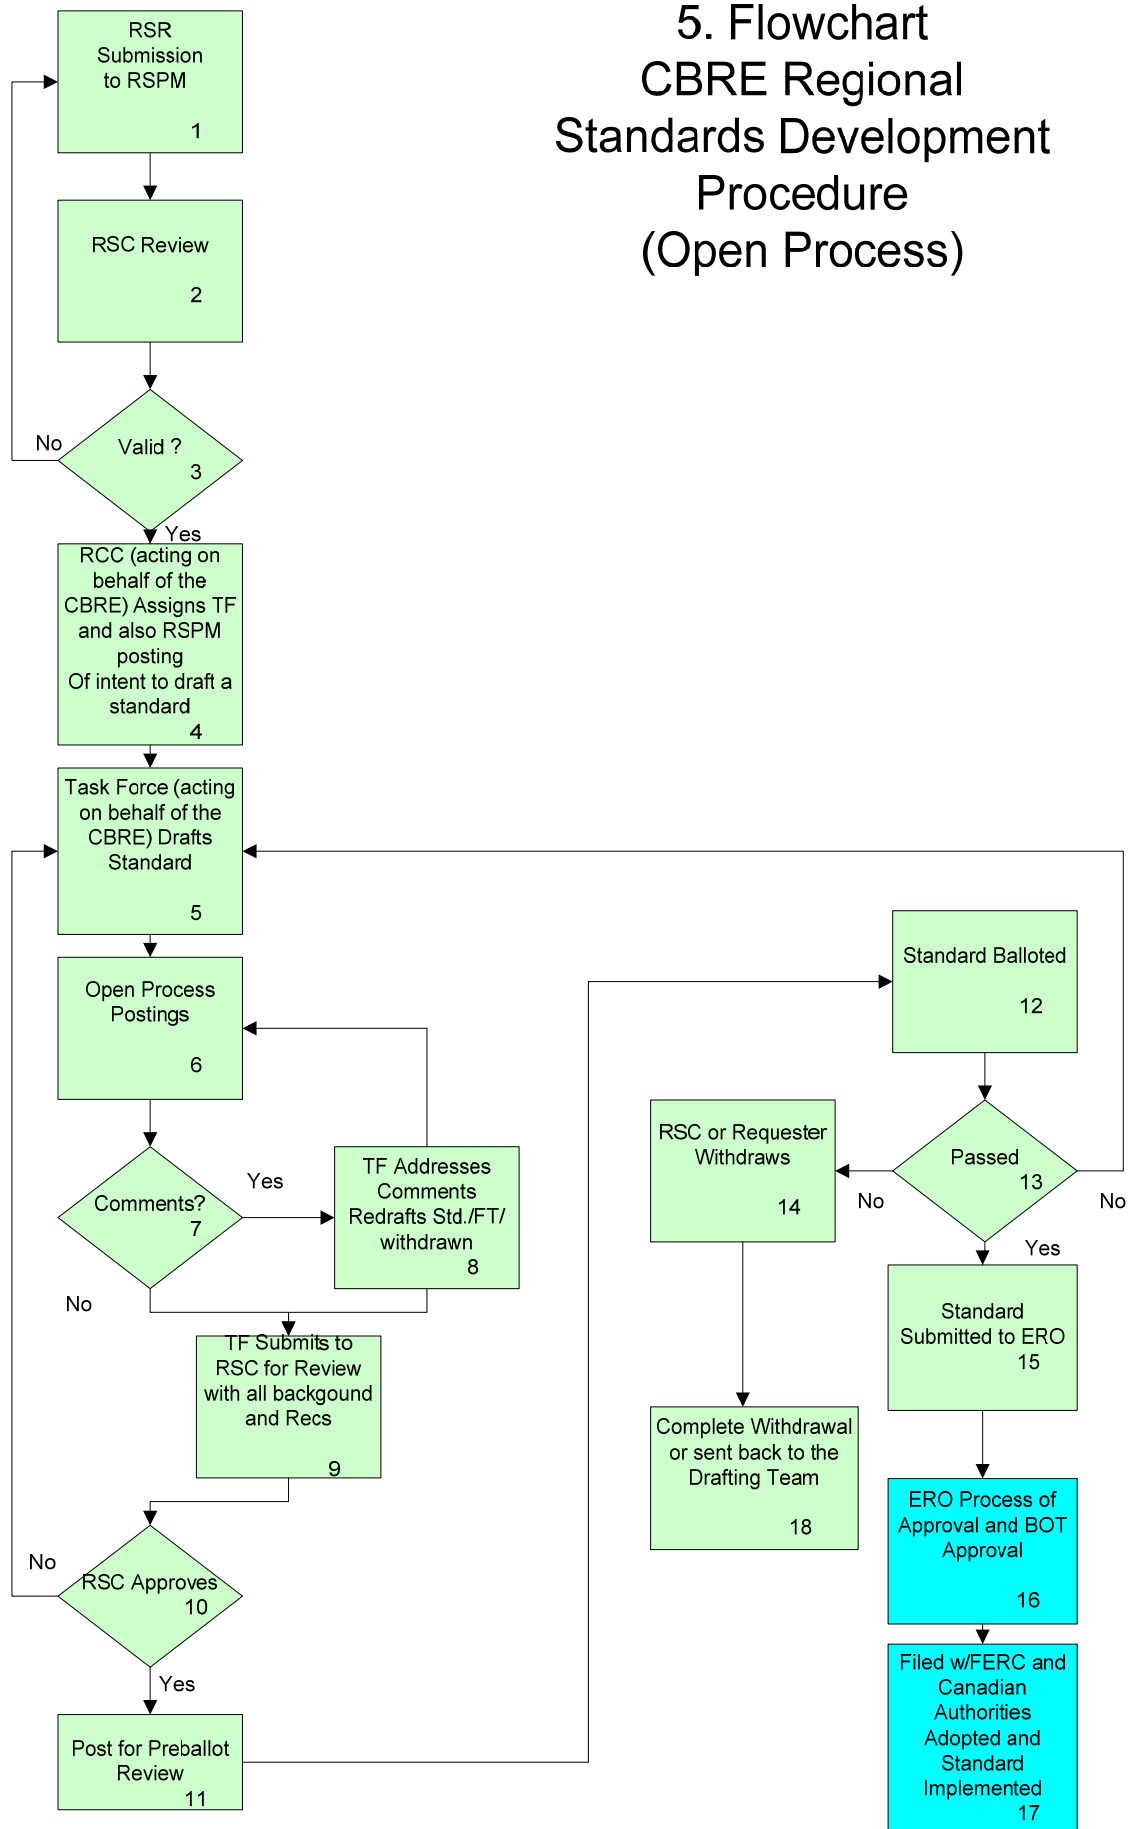 5. Flowchart
CBRE Regional
Standards Development
Procedure
(Open Process)
RSR
Submission
to RSPM
1
RSC Review
2
Valid ?
3
No
Yes
RCC (acting on
behalf of the
CBRE) Assigns TF
and also RSPM
posting
Of intent to draft a
standard
4
Task Force (acting
on behalf of the
CBRE) Drafts
Standard
5
Open Process
Postings
6
Comments?
7
Yes
No
TF Addresses
Comments
Redrafts Std./FT/
withdrawn
8
TF Submits to
RSC for Review
with all backgound
and Recs
9
RSC Approves
10
No
Yes
Post for Preballot
Review
11
Standard Balloted
12
Passed
13
No
No
Yes
RSC or Requester
Withdraws
14
Standard
Submitted to ERO
15
Complete Withdrawal
or sent back to the
Drafting Team
18
ERO Process of
Approval and BOT
Approval
16
Filed w/FERC and
Canadian
Authorities
Adopted and
Standard
Implemented
17